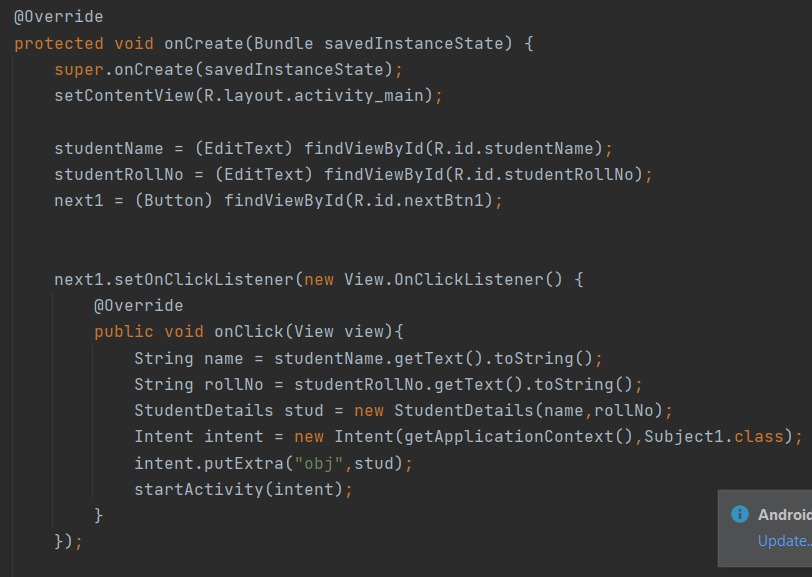 @Override
protected void onCreate(Bundle savedInstanceState) {
    super.onCreate(savedInstanceState);
    setContentView(R.layout.activity_main);

    studentName = (EditText) findViewById(R.id.studentName);
    studentRollNo = (EditText) findViewById(R.id.studentRollNo);
    next1 = (Button) findViewById(R.id.nextBtn1);

    next1.setOnClickListener(new View.OnClickListener() {
        @Override
        public void onClick(View view){
            String name = studentName.getText().toString();
            String rollNo = studentRollNo.getText().toString();
            StudentDetails stud = new StudentDetails(name,rollNo);
            Intent intent = new Intent(getApplicationContext(),Subject1.class);
            intent.putExtra("obj",stud);
            startActivity(intent);
        }
    });
Android
Update..